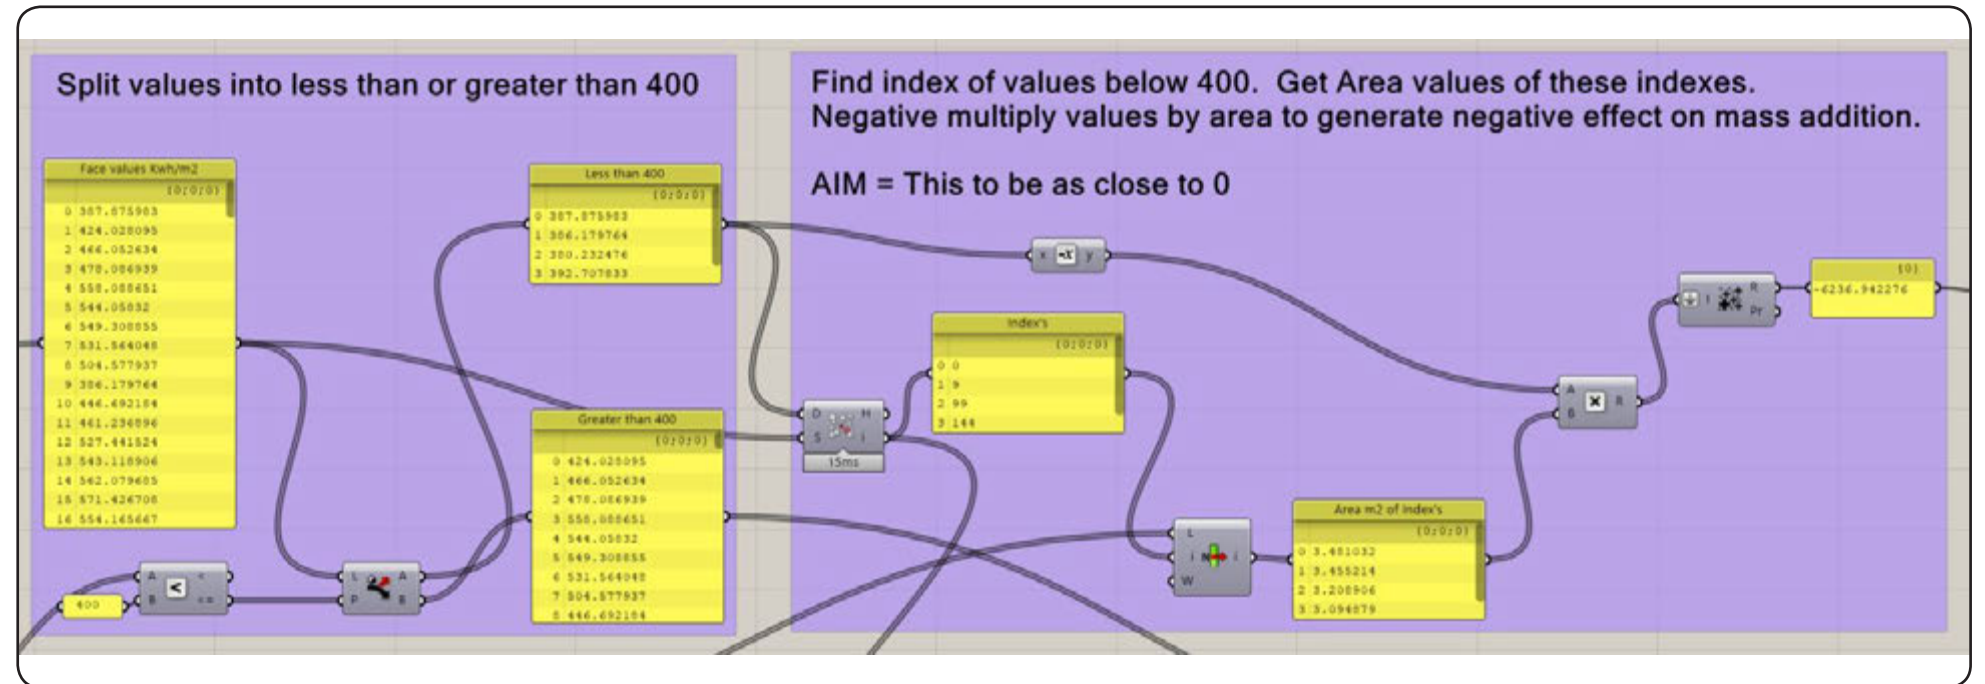 Split values into less than or greater than 400
Face values Kwh/m2
{0;0;0}
0 387.875983
1 424.028095
2 466.052634
3 478.086939
4 558.088651
5 544.05832
6 549.308855
7 531.564048
8 504.577937
9 386.179764
10 446.692184
11 461.236896
12 527.441524
13 543.118906
14 562.079685
15 571.426708
16 554.165667
Less than 400
{0;0;0}
0 387.875983
1 386.179764
2 380.232476
3 392.707833
Greater than 400
{0;0;0}
0 424.028095
1 466.052634
2 478.086939
3 558.088651
4 544.05832
5 549.308855
6 531.564048
7 504.577937
8 446.692184
400
A <
B <=
<
L A
P B
Find index of values below 400.  Get Area values of these indexes.
Negative multiply values by area to generate negative effect on mass addition.
AIM = This to be as close to 0
x -x y
D H
S i
15ms
Index's
{0;0;0}
0 0
1 9
2 99
3 144
L
i N i
W
Area m2 of Index's
{0;0;0}
0 3.481032
1 3.455214
2 3.208906
3 3.094879
A
B × R
I R
Pr
{0}
-6236.942276